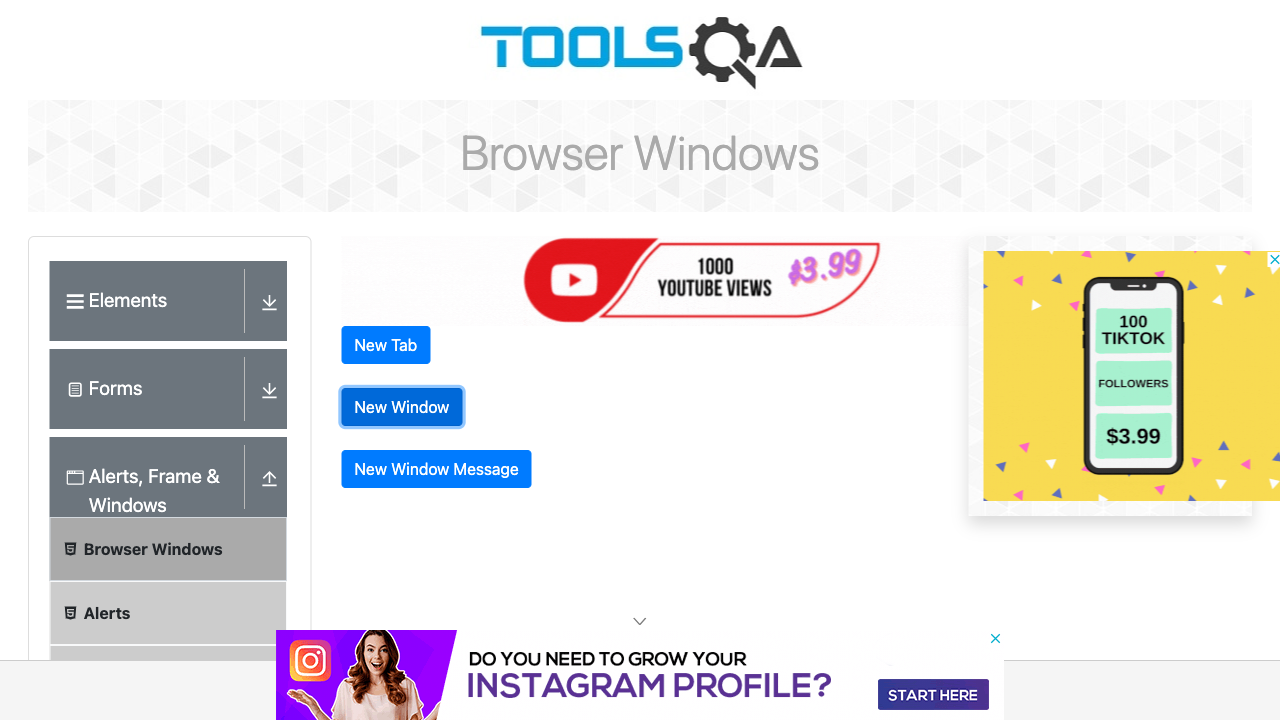 TOOLSQA
Browser Windows
Elements
Forms
Alerts, Frame &
Windows
Browser Windows
Alerts
1000
YOUTUBE VIEWS
$3.99
New Tab
New Window
New Window Message
100
TIKTOK
FOLLOWERS
$3.99
DO YOU NEED TO GROW YOUR
INSTAGRAM PROFILE?
START HERE